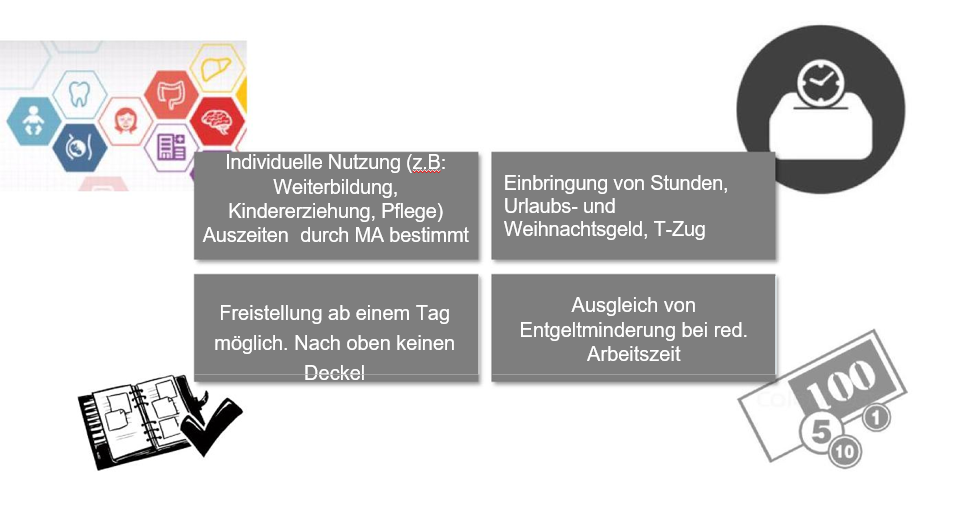 Individuelle Nutzung (z.B:
Weiterbildung,
Kindererziehung, Pflege)
Auszeiten  durch MA bestimmt
Einbringung von Stunden,
Urlaubs- und
Weihnachtsgeld, T-Zug
Freistellung ab einem Tag
möglich. Nach oben keinen
Deckel
Ausgleich von
Entgeltminderung bei red.
Arbeitszeit
100
5
1
10